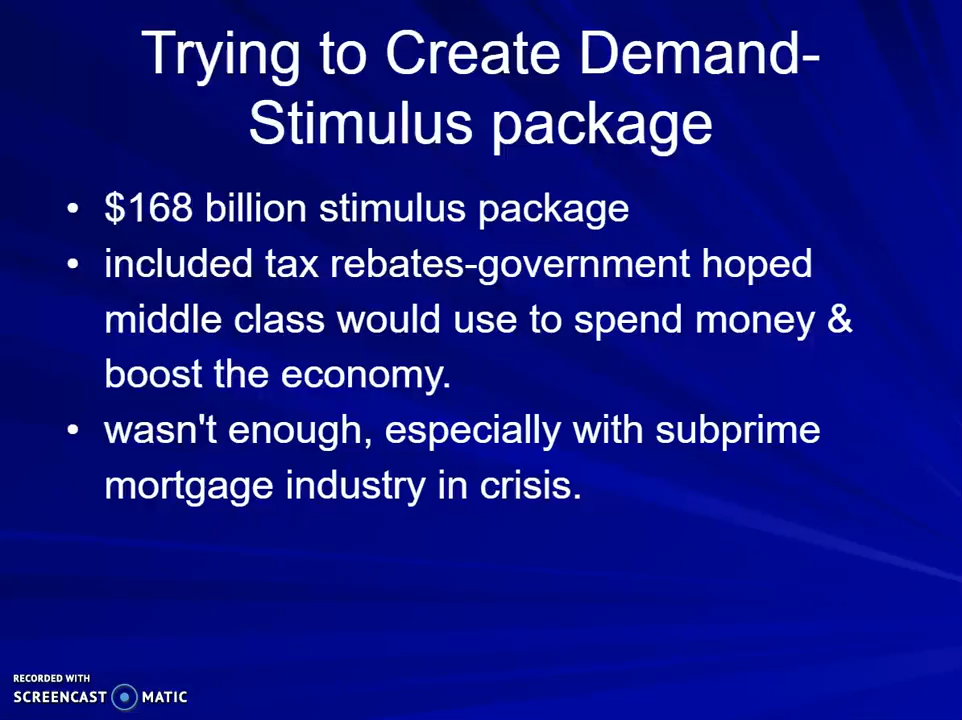 Trying to Create Demand-
Stimulus package
• $168 billion stimulus package
• included tax rebates-government hoped
middle class would use to spend money &
boost the economy.
• wasn't enough, especially with subprime
mortgage industry in crisis.
RECORDED WITH
SCREENCAST MATIC